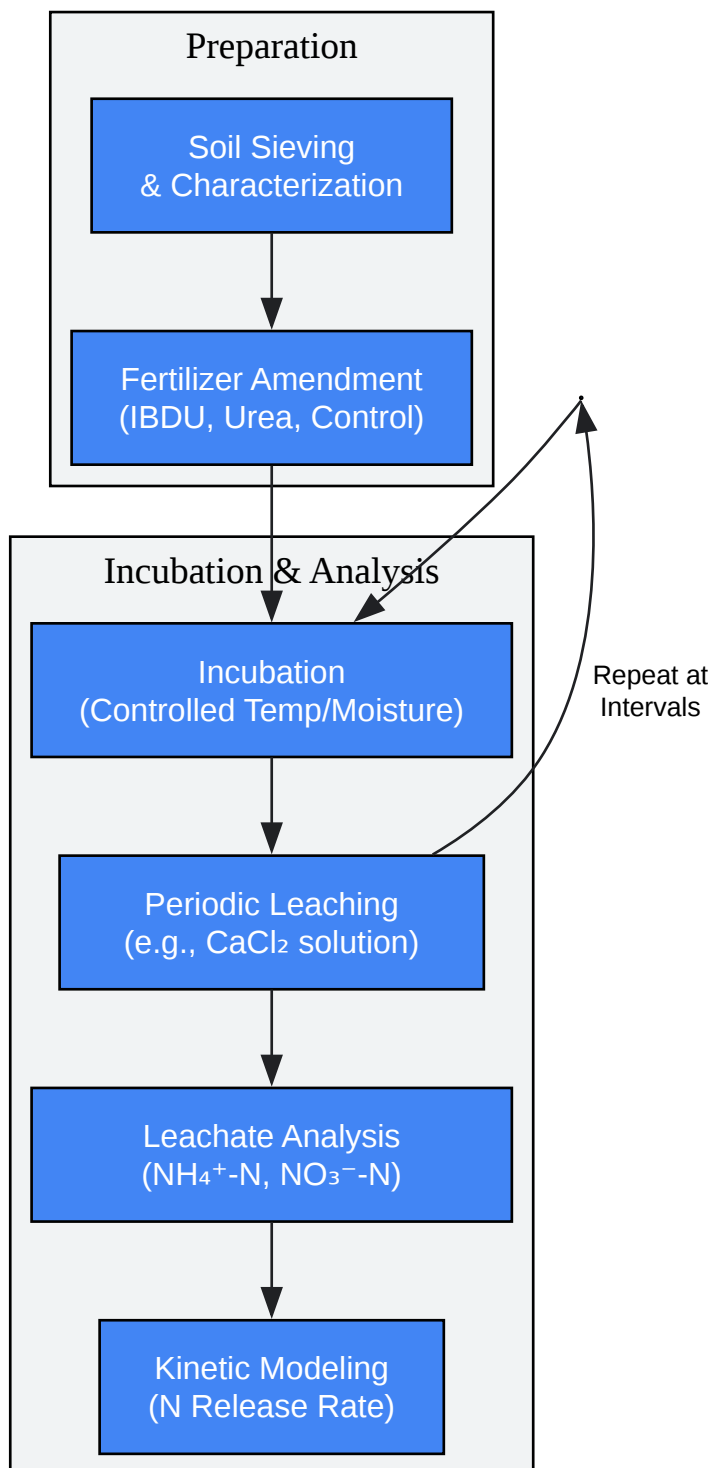 Preparation
Soil Sieving
& Characterization
Fertilizer Amendment
(IBDU, Urea, Control)
Incubation & Analysis
Incubation
(Controlled Temp/Moisture)
Repeat at
Intervals
Periodic Leaching
(e.g., CaCl₂ solution)
Leachate Analysis
(NH₄⁺-N, NO₃⁻-N)
Kinetic Modeling
(N Release Rate)